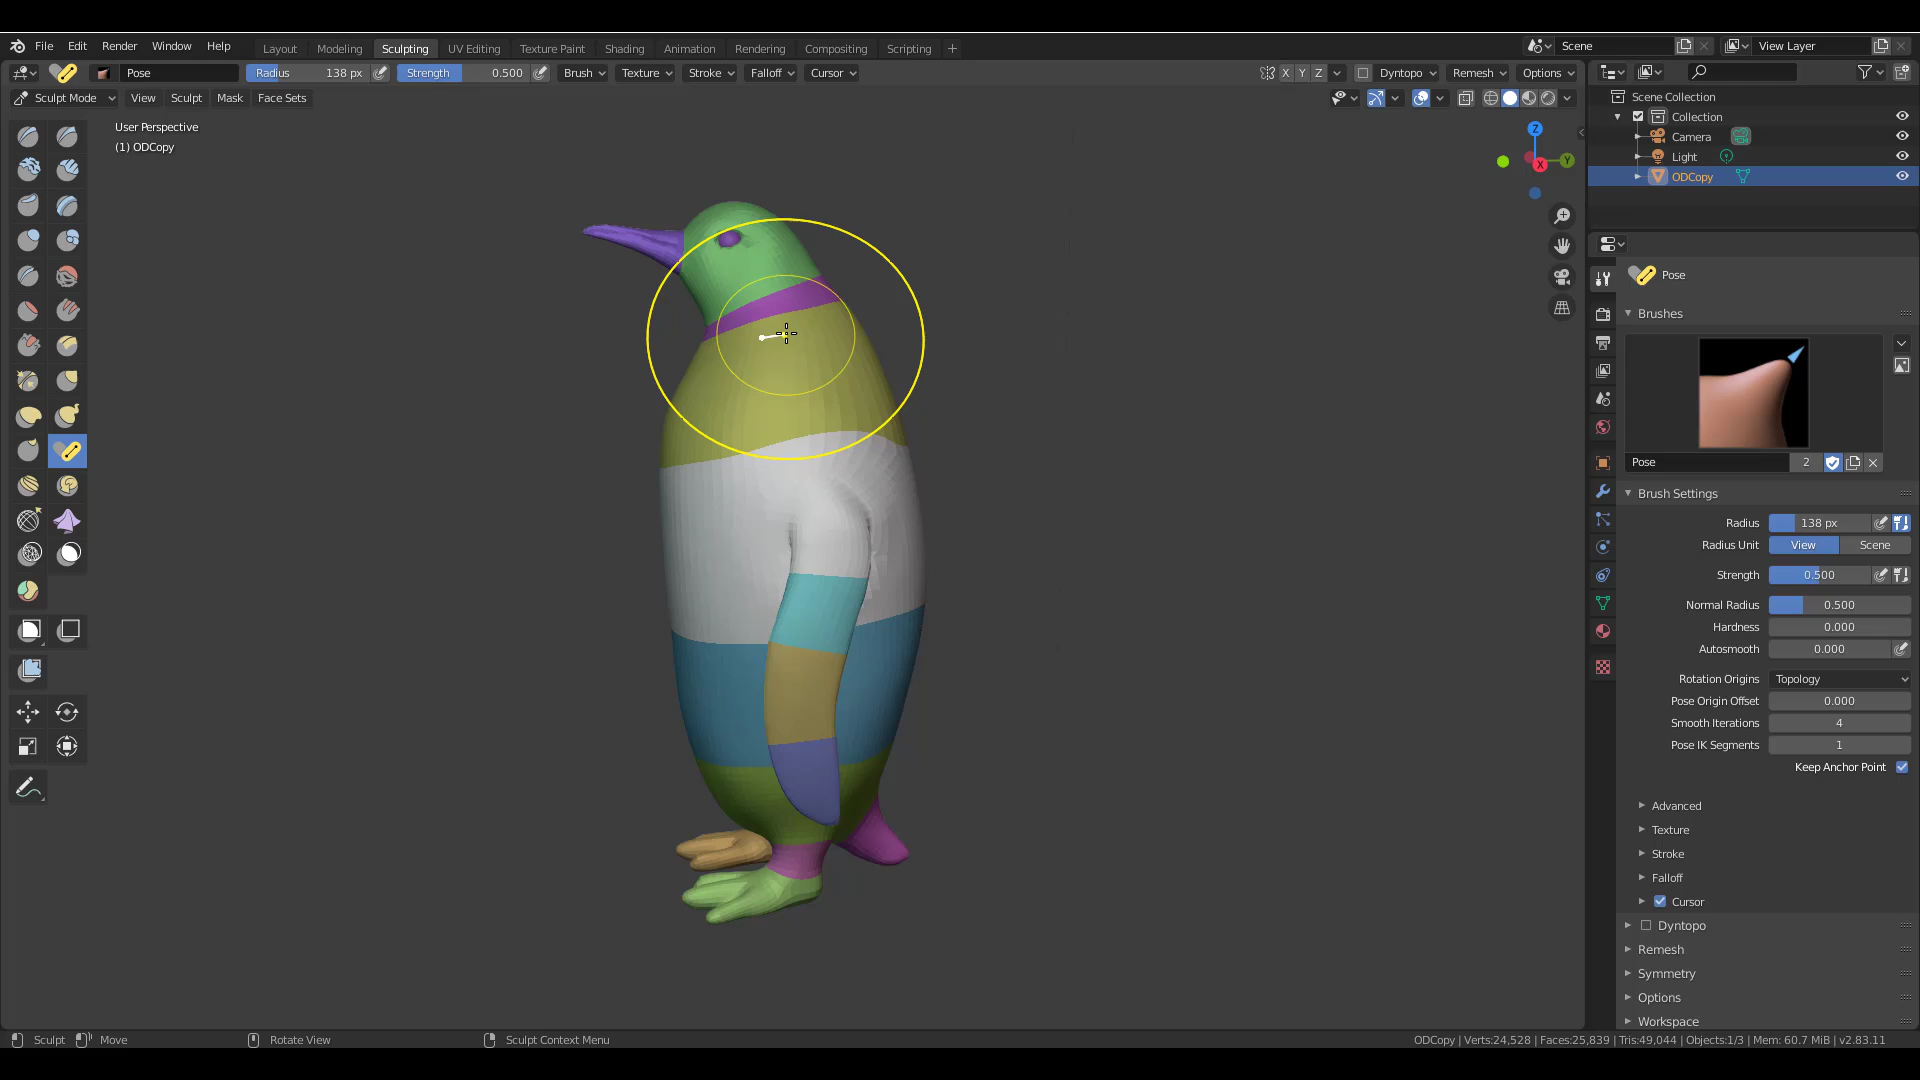 File Edit Render Window Help Layout Modeling Sculpting UV Editing Texture Paint Shading Animation Rendering Compositing Scripting + Scene View Layer
Pose Radius 138 px Strength 0.500 Brush Texture Stroke Falloff Cursor X Y Z Dyntopo Remesh Options
Sculpt Mode View Sculpt Mask Face Sets
User Perspective
(1) ODCopy
Z
Y
X
Scene Collection
Collection
Camera
Light
ODCopy
Pose
Brushes
Pose 2
Brush Settings
Radius 138 px
Radius Unit View Scene
Strength 0.500
Normal Radius 0.500
Hardness 0.000
Autosmooth 0.000
Rotation Origins Topology
Pose Origin Offset 0.000
Smooth Iterations 4
Pose IK Segments 1
Keep Anchor Point
Advanced
Texture
Stroke
Falloff
Cursor
Dyntopo
Remesh
Symmetry
Options
Workspace
Sculpt Move Rotate View Sculpt Context Menu ODCopy | Verts:24,528 | Faces:25,839 | Tris:49,044 | Objects:1/3 | Mem: 60.7 MiB | v2.83.11